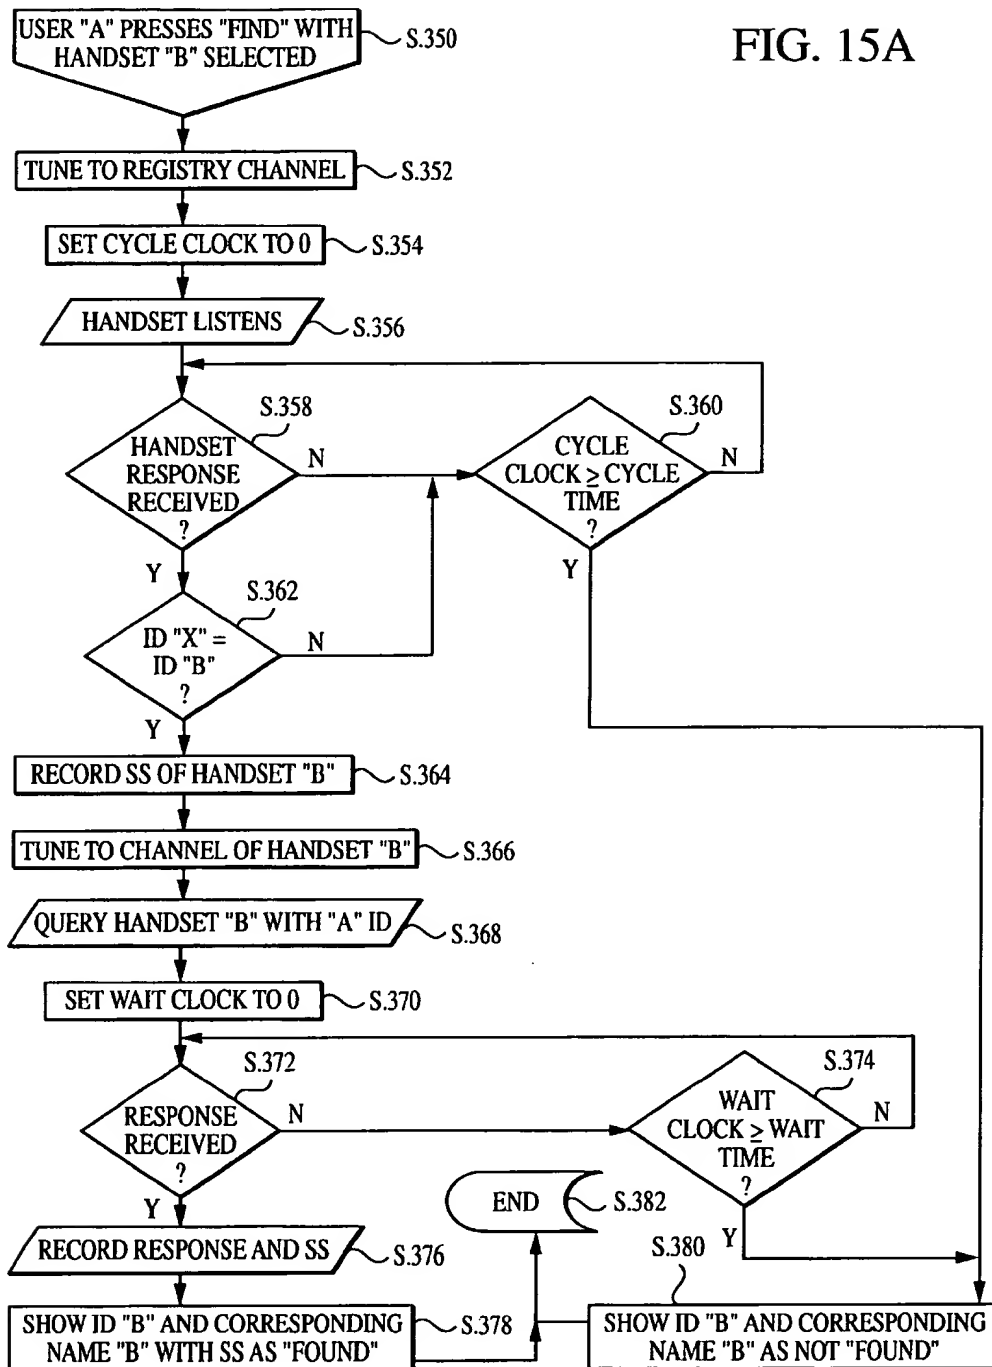 USER "A" PRESSES "FIND" WITH
HANDSET "B" SELECTED
S.350
FIG. 15A
TUNE TO REGISTRY CHANNEL
S.352
SET CYCLE CLOCK TO 0
S.354
HANDSET LISTENS
S.356
S.358
HANDSET
RESPONSE
RECEIVED
?
N
Y
S.360
CYCLE
CLOCK ≥ CYCLE
TIME
?
N
Y
S.362
ID "X" =
ID "B"
?
N
Y
RECORD SS OF HANDSET "B"
S.364
TUNE TO CHANNEL OF HANDSET "B"
S.366
QUERY HANDSET "B" WITH "A" ID
S.368
SET WAIT CLOCK TO 0
S.370
S.372
RESPONSE
RECEIVED
?
N
Y
S.374
WAIT
CLOCK ≥ WAIT
TIME
?
N
Y
END
S.382
RECORD RESPONSE AND SS
S.376
S.380
SHOW ID "B" AND CORRESPONDING
NAME "B" WITH SS AS "FOUND"
S.378
SHOW ID "B" AND CORRESPONDING
NAME "B" AS NOT "FOUND"